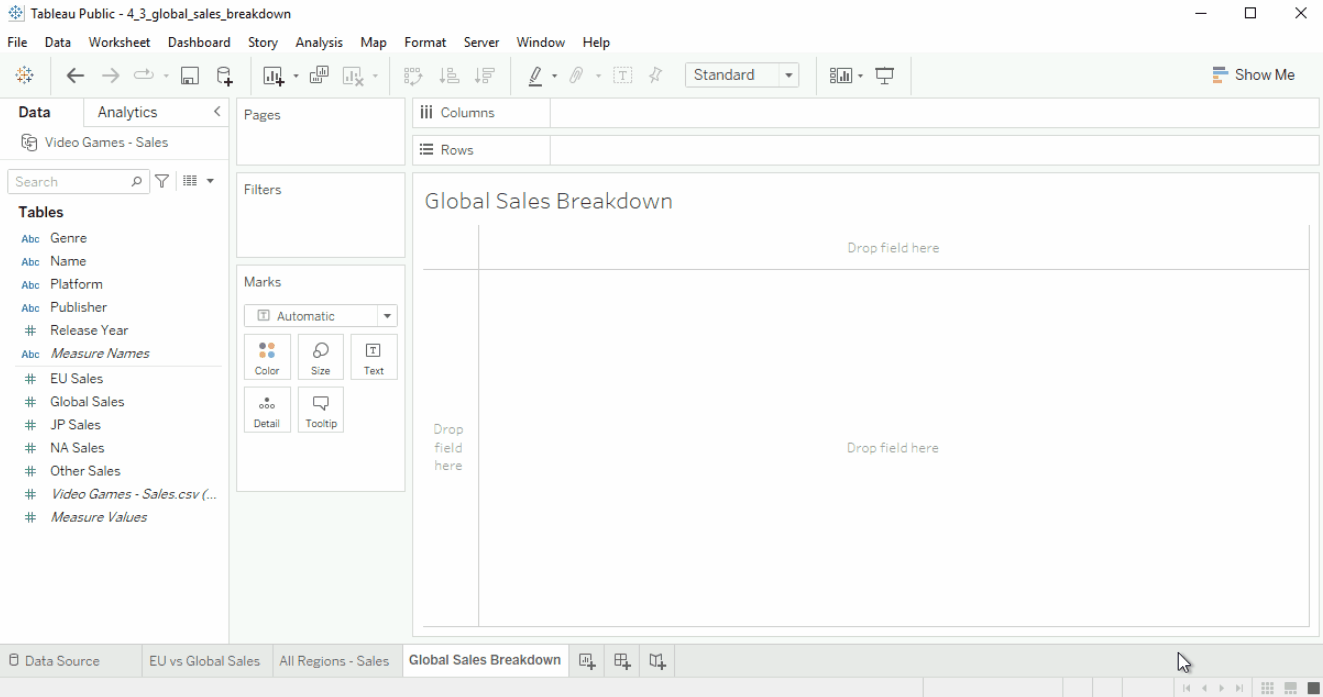 Tableau Public - 4_3_global_sales_breakdown
File Data Worksheet Dashboard Story Analysis Map Format Server Window Help
Standard
Show Me
Data Analytics
Video Games - Sales
Search
Tables
Abc Genre
Abc Name
Abc Platform
Abc Publisher
# Release Year
Abc Measure Names
# EU Sales
# Global Sales
# JP Sales
# NA Sales
# Other Sales
# Video Games - Sales.csv (...
# Measure Values
Pages
Filters
Marks
Automatic
Color Size Text
Detail Tooltip
Columns
Rows
Global Sales Breakdown
Drop field here
Drop
field
here
Drop field here
Data Source EU vs Global Sales All Regions - Sales Global Sales Breakdown